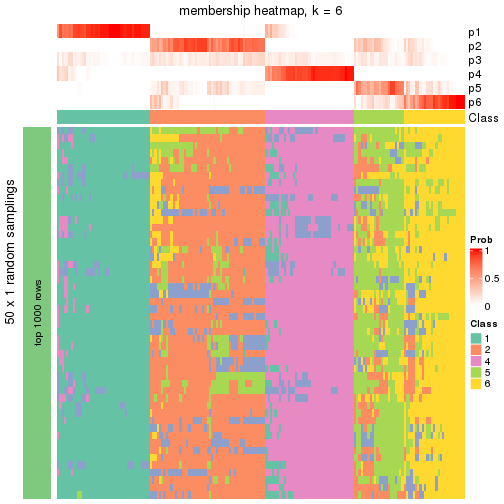 membership heatmap, k = 6
p1
p2
p3
p4
p5
p6
Class
50 x 1 random samplings
top 1000 rows
Prob
1
0.5
0
Class
1
2
4
5
6